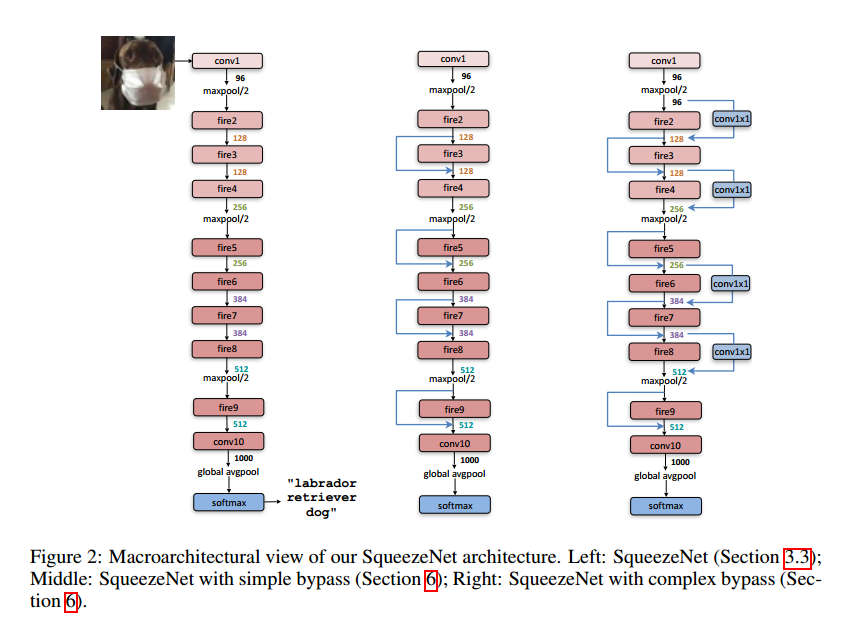 conv1
96
maxpool/2
fire2
128
fire3
128
fire4
256
maxpool/2
fire5
256
fire6
384
fire7
384
fire8
512
maxpool/2
fire9
512
conv10
1000
global avgpool
softmax
"labrador
retriever
dog"
conv1
96
maxpool/2
fire2
128
fire3
128
fire4
256
maxpool/2
fire5
256
fire6
384
fire7
384
fire8
512
maxpool/2
fire9
512
conv10
1000
global avgpool
softmax
conv1
96
maxpool/2
96
fire2
conv1x1
128
fire3
128
fire4
conv1x1
256
maxpool/2
fire5
256
fire6
conv1x1
384
fire7
384
fire8
conv1x1
512
maxpool/2
fire9
512
conv10
1000
global avgpool
softmax
Figure 2: Macroarchitectural view of our SqueezeNet architecture. Left: SqueezeNet (Section 3.3);
Middle: SqueezeNet with simple bypass (Section 6); Right: SqueezeNet with complex bypass (Sec-
tion 6).